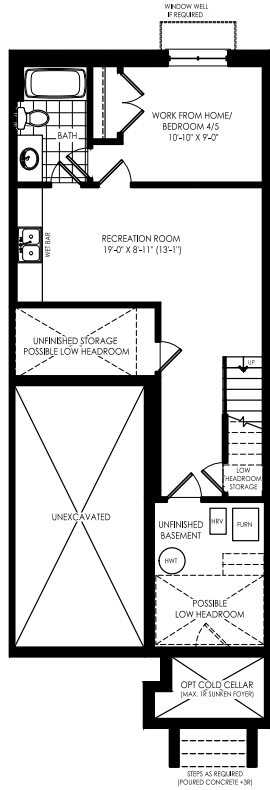 WINDOW WELL
IF REQUIRED
BATH
WORK FROM HOME/
BEDROOM 4/5
10'-10" X 9'-0"
RECREATION ROOM
19'-0" X 8'-11" (13'-1")
WET BAR
UNFINISHED STORAGE
POSSIBLE LOW HEADROOM
UP
LOW
HEADROOM
STORAGE
UNEXCAVATED
UNFINISHED
BASEMENT
HRV
FURN
HWT
POSSIBLE
LOW HEADROOM
OPT COLD CELLAR
(MAX. 1R SUNKEN FOYER)
STEPS AS REQUIRED
(POURED CONCRETE +3R)